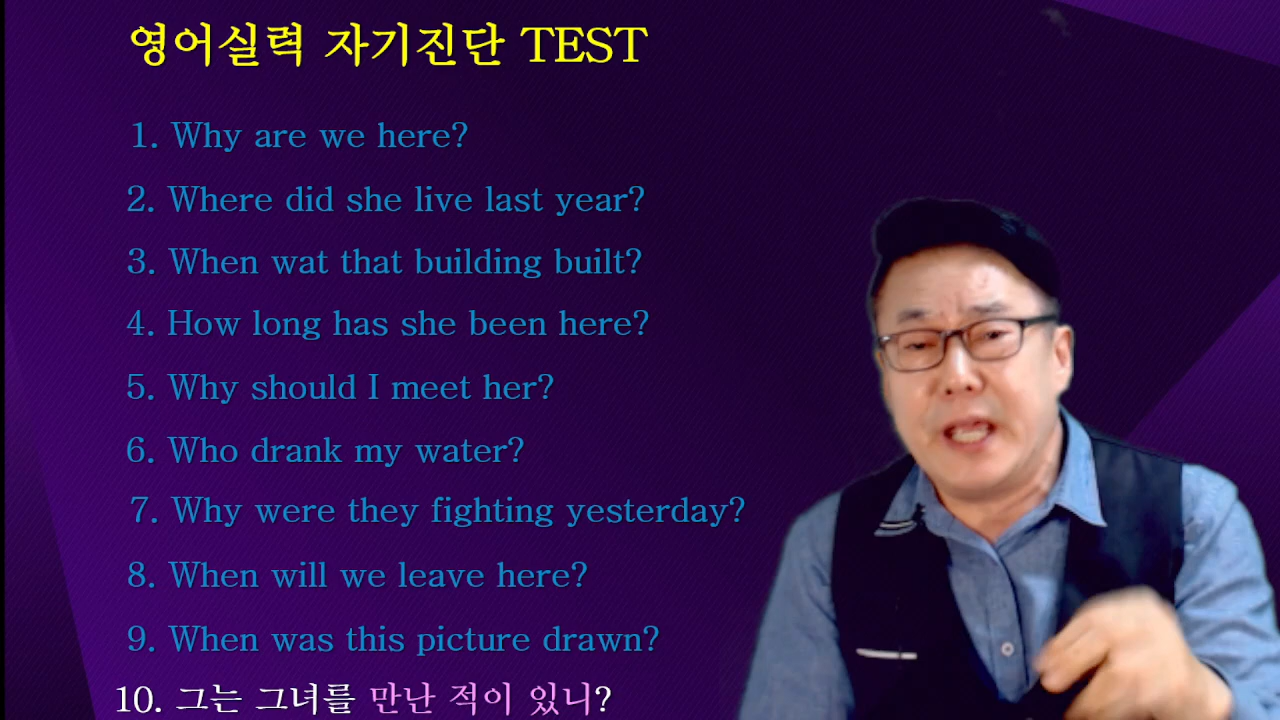 영어실력 자기진단 TEST
1. Why are we here?
2. Where did she live last year?
3. When wat that building built?
4. How long has she been here?
5. Why should I meet her?
6. Who drank my water?
7. Why were they fighting yesterday?
8. When will we leave here?
9. When was this picture drawn?
10. 그는 그녀를 만난 적이 있니?